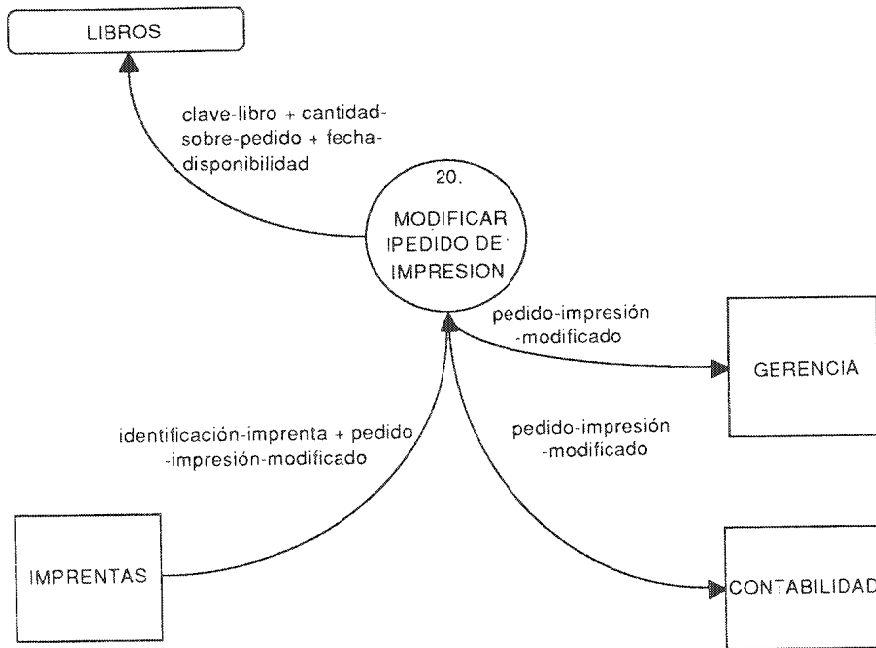 LIBROS
clave-libro + cantidad-
sobre-pedido + fecha-
disponibilidad
20.
MODIFICAR
PEDIDO DE
IMPRESION
pedido-impresión
-modificado
GERENCIA
identificación-imprenta + pedido
-impresión-modificado
pedido-impresión
-modificado
IMPRENTAS
CONTABILIDAD